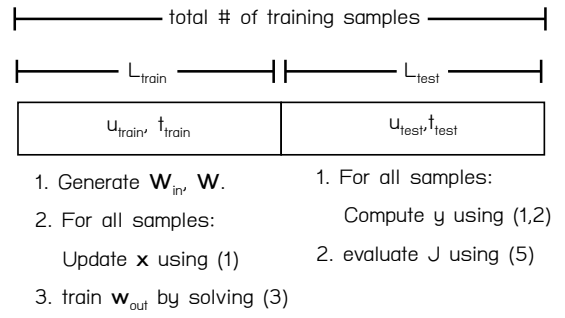 total # of training samples
L_train L_test
u_train, t_train u_test, t_test
1. Generate W_in, W.
2. For all samples:
Update x using (1)
3. train w_out by solving (3)
1. For all samples:
Compute y using (1,2)
2. evaluate J using (5)